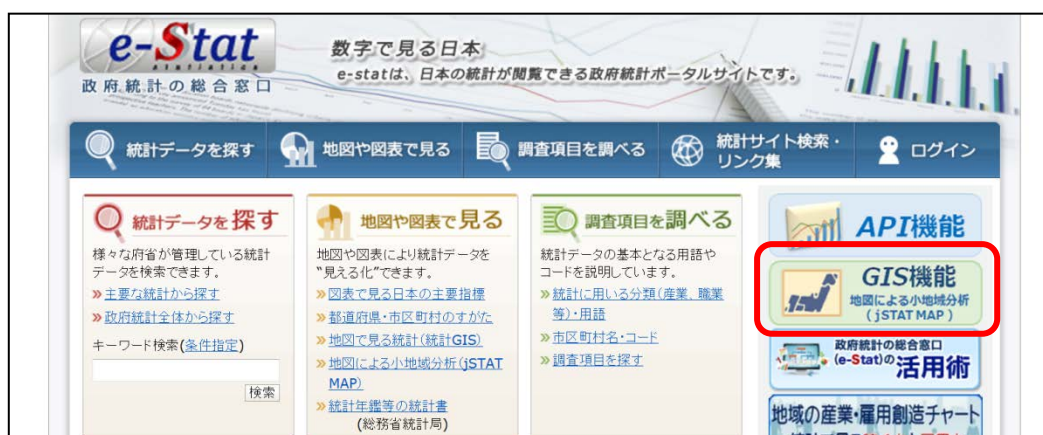 e-Stat
statistics
政府統計の総合窓口
数字で見る日本
e-statは、日本の統計が閲覧できる政府統計ポータルサイトです。
統計データを探す
地図や図表で見る
調査項目を調べる
統計サイト検索・
リンク集
ログイン
統計データを探す
様々な府省が管理している統計
データを検索できます。
»主要な統計から探す
»政府統計全体から探す
キーワード検索(条件指定)
検索
地図や図表で見る
地図や図表により統計データを
“見える化”できます。
»図表で見る日本の主要指標
»都道府県・市区町村のすがた
»地図で見る統計(統計GIS)
»地図による小地域分析(jSTAT
MAP)
»統計年鑑等の統計書
(総務省統計局)
調査項目を調べる
統計データの基本となる用語や
コードを説明しています。
»統計に用いる分類(産業、職業
等)・用語
»市区町村名・コード
»調査項目を探す
API機能
GIS機能
地図による小地域分析
(jSTAT MAP)
政府統計の総合窓口
(e-Stat)の活用術
地域の産業・雇用創造チャート